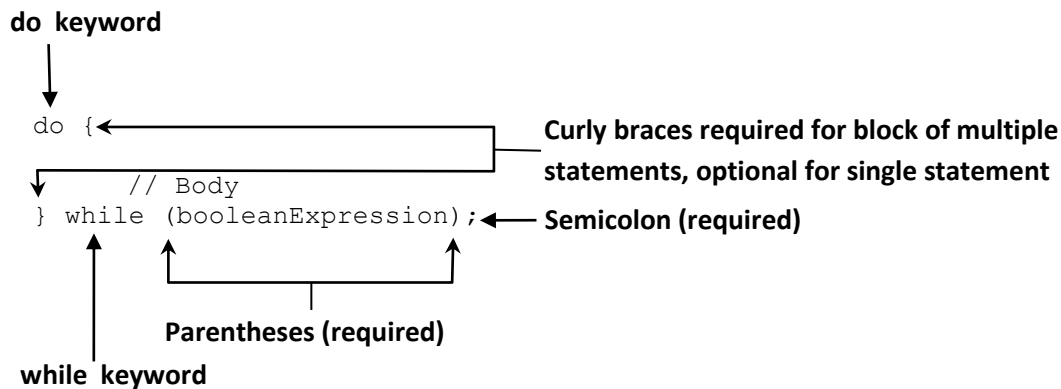 do keyword
do {
Curly braces required for block of multiple
statements, optional for single statement
// Body
} while (booleanExpression);
Semicolon (required)
Parentheses (required)
while keyword